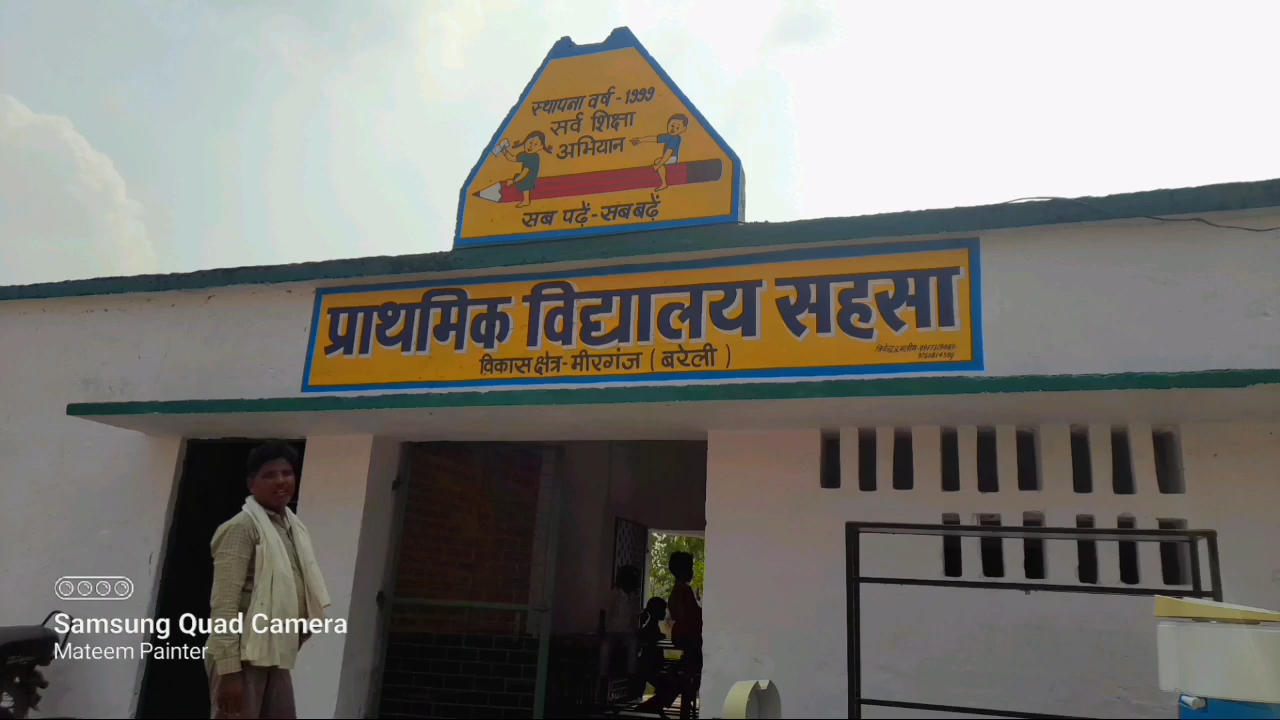 स्थापना वर्ष - 1999
सर्व शिक्षा
अभियान
सब पढ़ें - सब बढ़ें
प्राथमिक विद्यालय सहसा
विकास क्षेत्र - मीरगंज ( बरेली )
Samsung Quad Camera
Mateem Painter